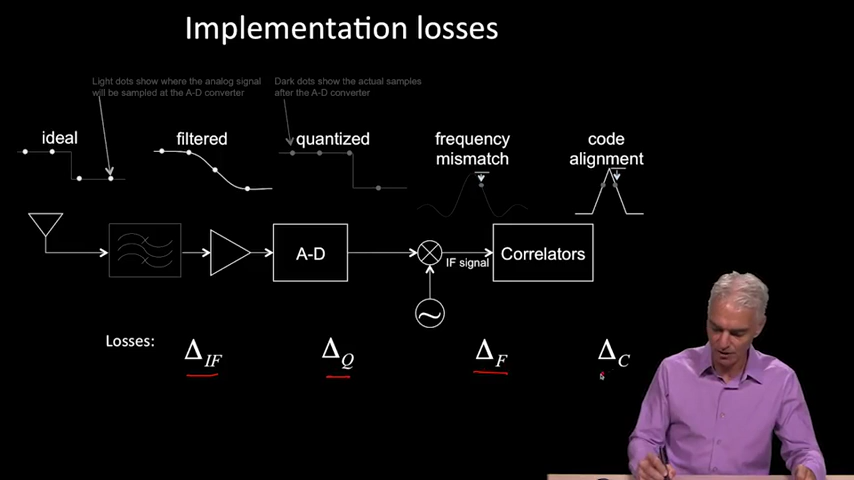 Implementation losses
Light dots show where the analog signal
will be sampled at the A-D converter
Dark dots show the actual samples
after the A-D converter
ideal
filtered
quantized
frequency
mismatch
code
alignment
A-D
IF signal
Correlators
Losses:
Δ_IF
Δ_Q
Δ_F
Δ_C